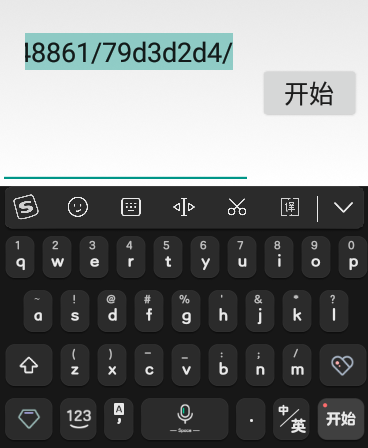 48861/79d3d2d4/
开始
S 译
1 2 3 4 5 6 7 8 9 0
q w e r t y u i o p
~ ! @ # % ' & * ?
a s d f g h j k l
( ) - _ : ; /
z x c v b n m
123 A , Space . 中/英 开始